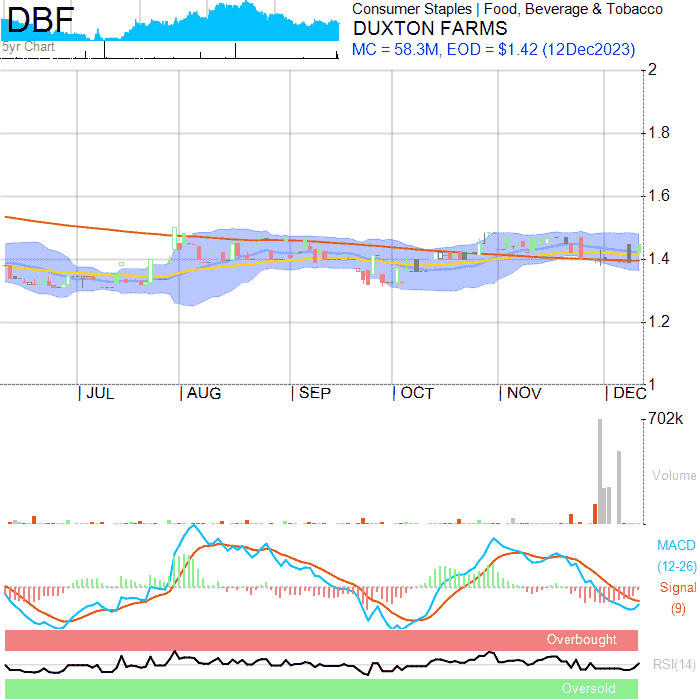 DBF
5yr Chart
Consumer Staples | Food, Beverage & Tobacco
DUXTON FARMS
MC = 58.3M, EOD = $1.42 (12Dec2023)
2
1.8
1.6
1.4
1.2
1
| JUL
| AUG
| SEP
| OCT
| NOV
| DEC
702k
Volume
MACD
(12-26)
Signal
(9)
Overbought
RSI(14)
Oversold